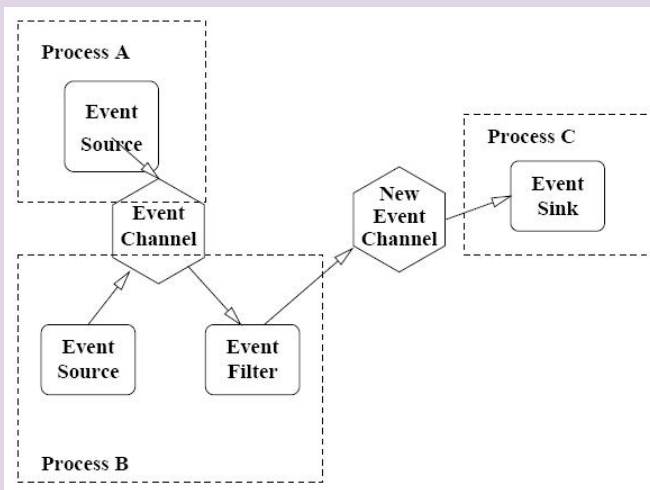 Process A
Event
Source
Event
Channel
New
Event
Channel
Process C
Event
Sink
Event
Source
Event
Filter
Process B